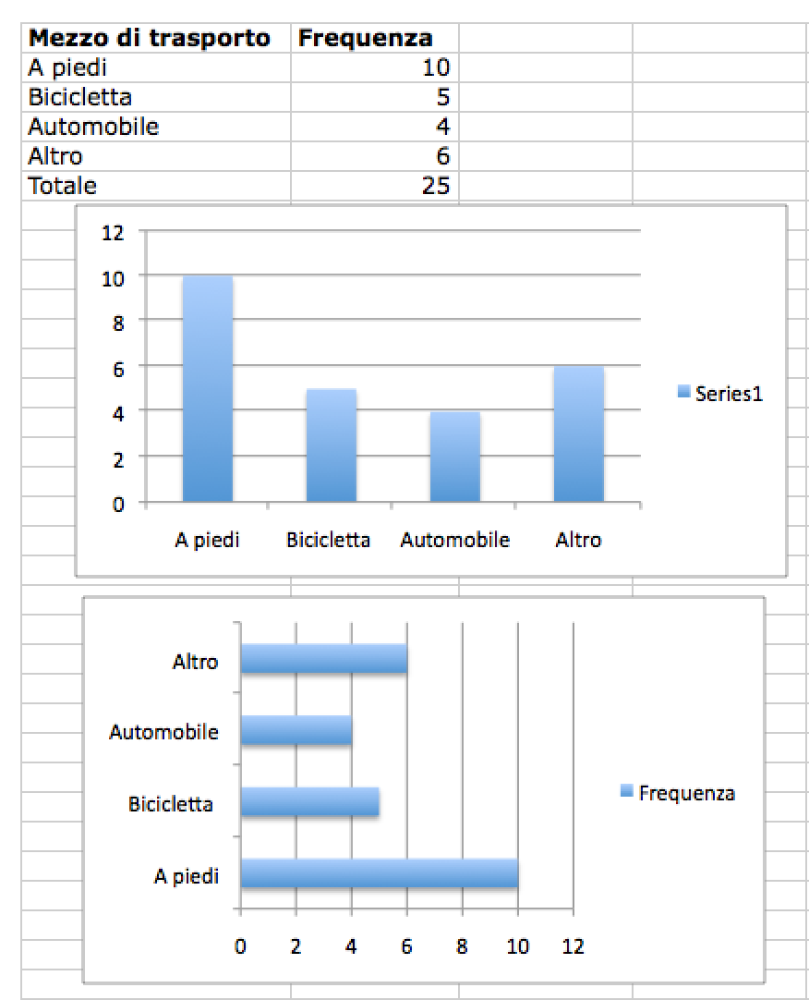 Mezzo di trasporto Frequenza
A piedi 10
Bicicletta 5
Automobile 4
Altro 6
Totale 25
12
10
8
6
4
2
0
A piedi Bicicletta Automobile Altro
Series1
Altro
Automobile
Bicicletta
A piedi
0 2 4 6 8 10 12
Frequenza